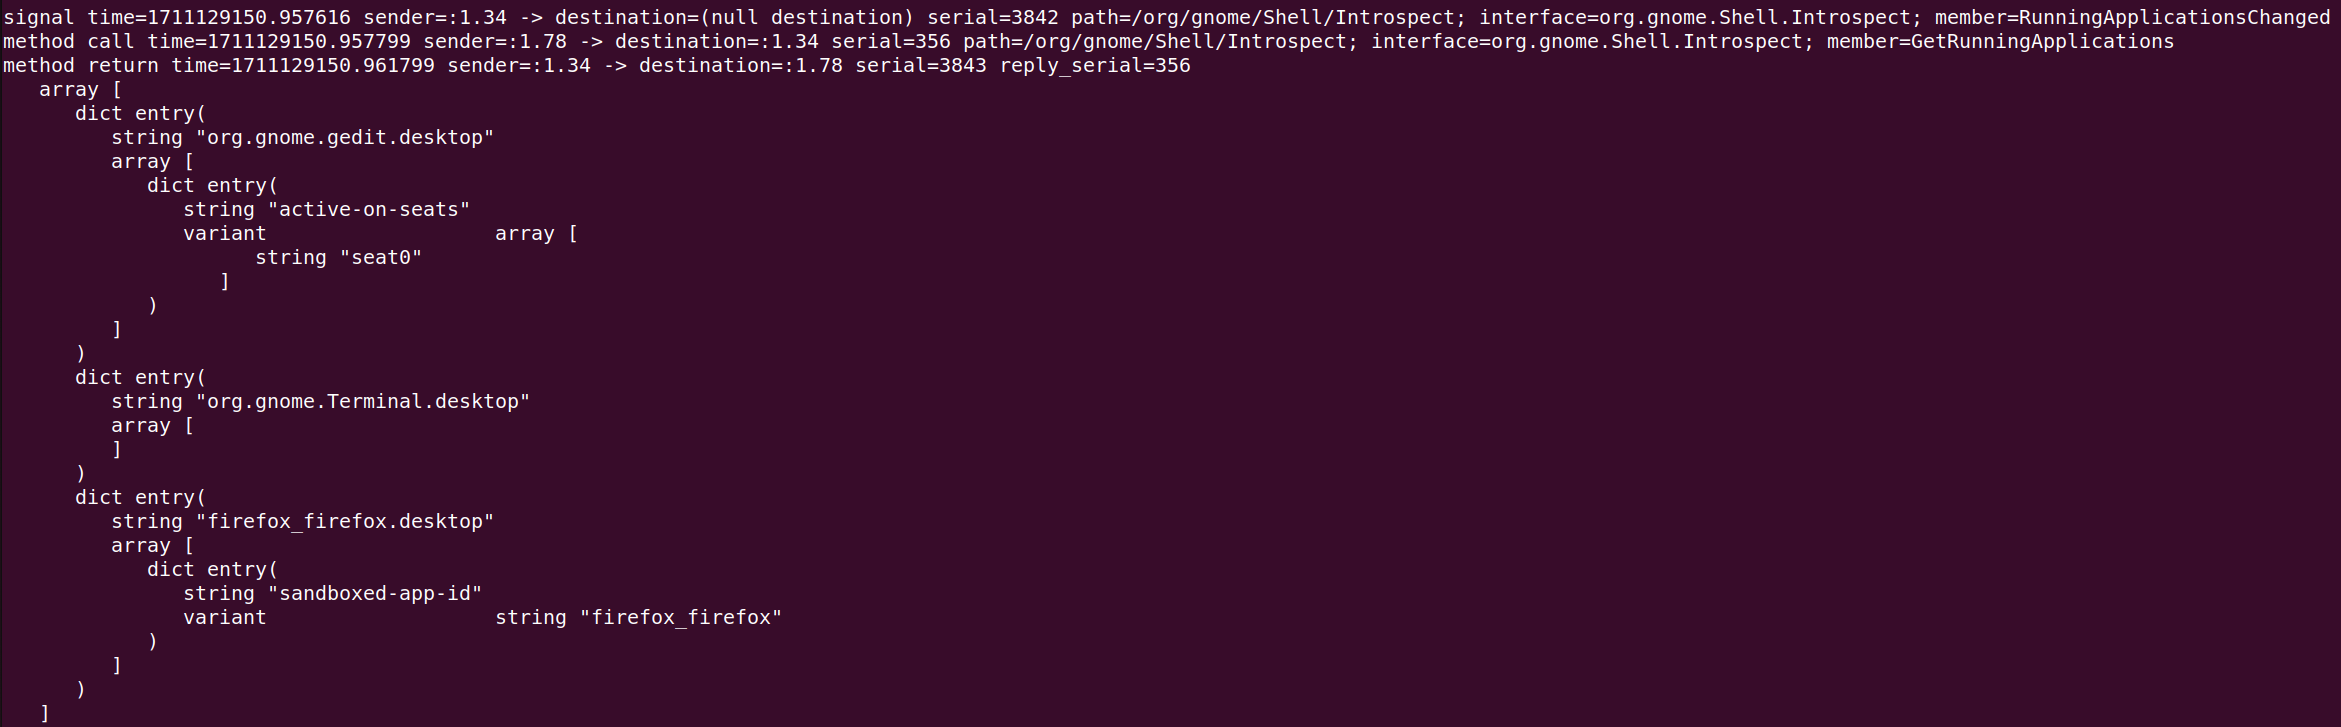 signal time=1711129150.957616 sender=:1.34 -> destination=(null destination) serial=3842 path=/org/gnome/Shell/Introspect; interface=org.gnome.Shell.Introspect; member=RunningApplicationsChanged
method call time=1711129150.957799 sender=:1.78 -> destination=:1.34 serial=356 path=/org/gnome/Shell/Introspect; interface=org.gnome.Shell.Introspect; member=GetRunningApplications
method return time=1711129150.961799 sender=:1.34 -> destination=:1.78 serial=3843 reply_serial=356
   array [
      dict entry(
         string "org.gnome.gedit.desktop"
         array [
            dict entry(
               string "active-on-seats"
               variant                   array [
                     string "seat0"
                  ]
            )
         ]
      )
      dict entry(
         string "org.gnome.Terminal.desktop"
         array [
         ]
      )
      dict entry(
         string "firefox_firefox.desktop"
         array [
            dict entry(
               string "sandboxed-app-id"
               variant                   string "firefox_firefox"
            )
         ]
      )
   ]